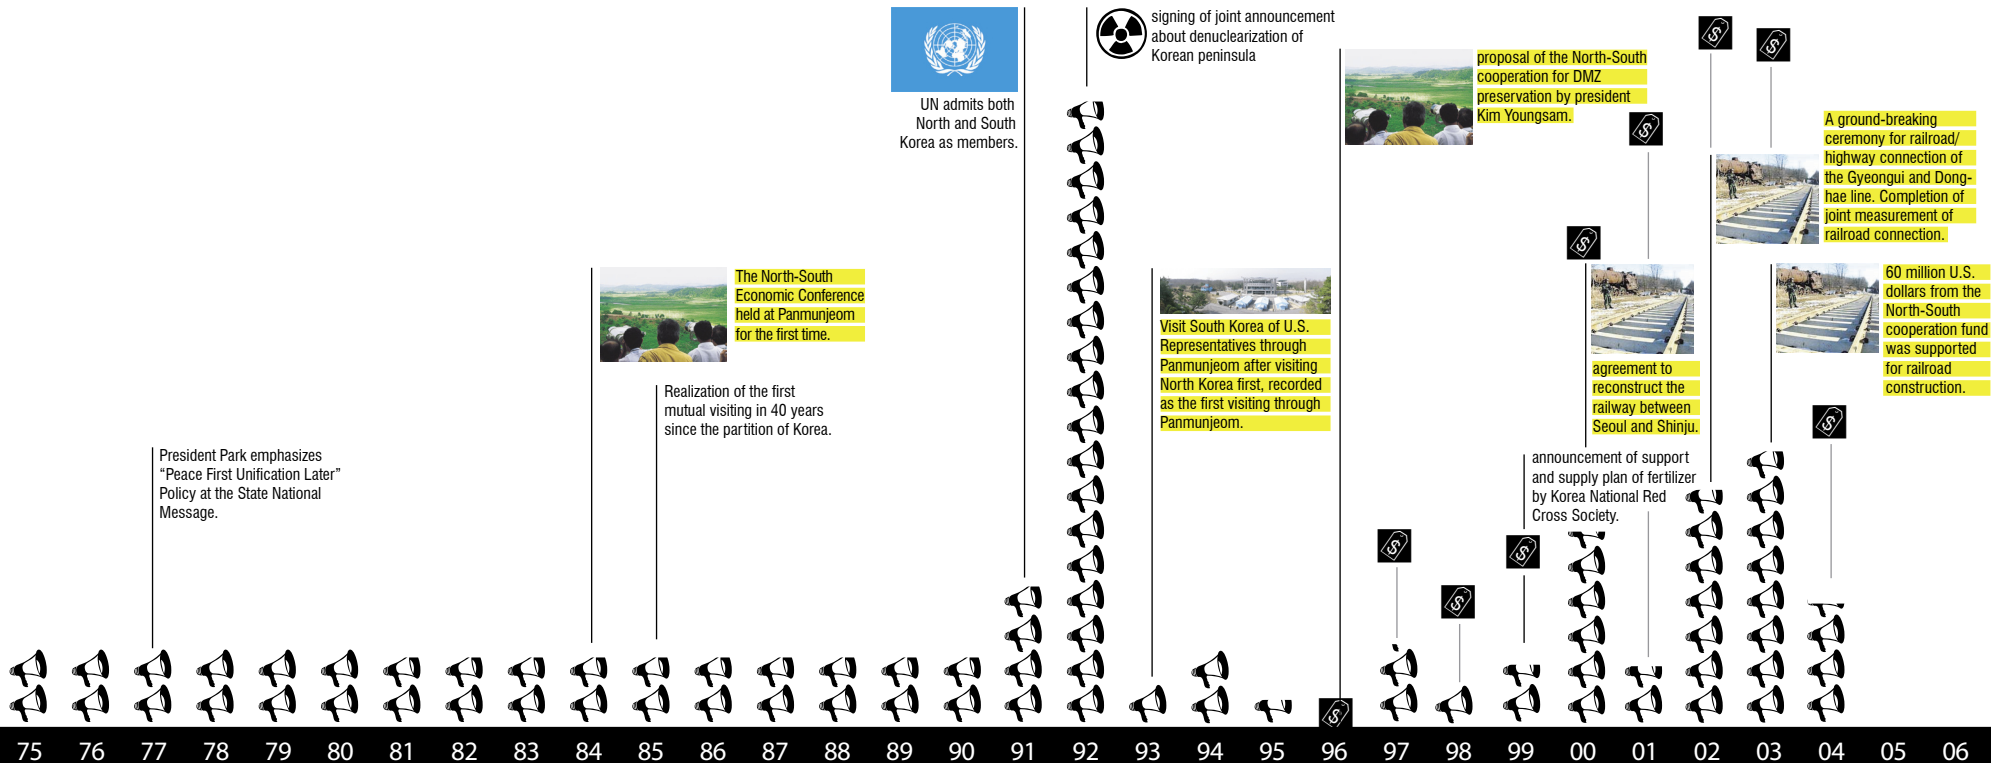 UN admits both
North and South
Korea as members.
signing of joint announcement
about denuclearization of
Korean peninsula
proposal of the North-South
cooperation for DMZ
preservation by president
Kim Youngsam.
A ground-breaking
ceremony for railroad/
highway connection of
the Gyeongui and Dong-
hae line. Completion of
joint measurement of
railroad connection.
The North-South
Economic Conference
held at Panmunjeom
for the first time.
Visit South Korea of U.S.
Representatives through
Panmunjeom after visiting
North Korea first, recorded
as the first visiting through
Panmunjeom.
60 million U.S.
dollars from the
North-South
cooperation fund
was supported
for railroad
construction.
agreement to
reconstruct the
railway between
Seoul and Shinju.
Realization of the first
mutual visiting in 40 years
since the partition of Korea.
President Park emphasizes
“Peace First Unification Later”
Policy at the State National
Message.
announcement of support
and supply plan of fertilizer
by Korea National Red
Cross Society.
75 76 77 78 79 80 81 82 83 84 85 86 87 88 89 90 91 92 93 94 95 96 97 98 99 00 01 02 03 04 05 06